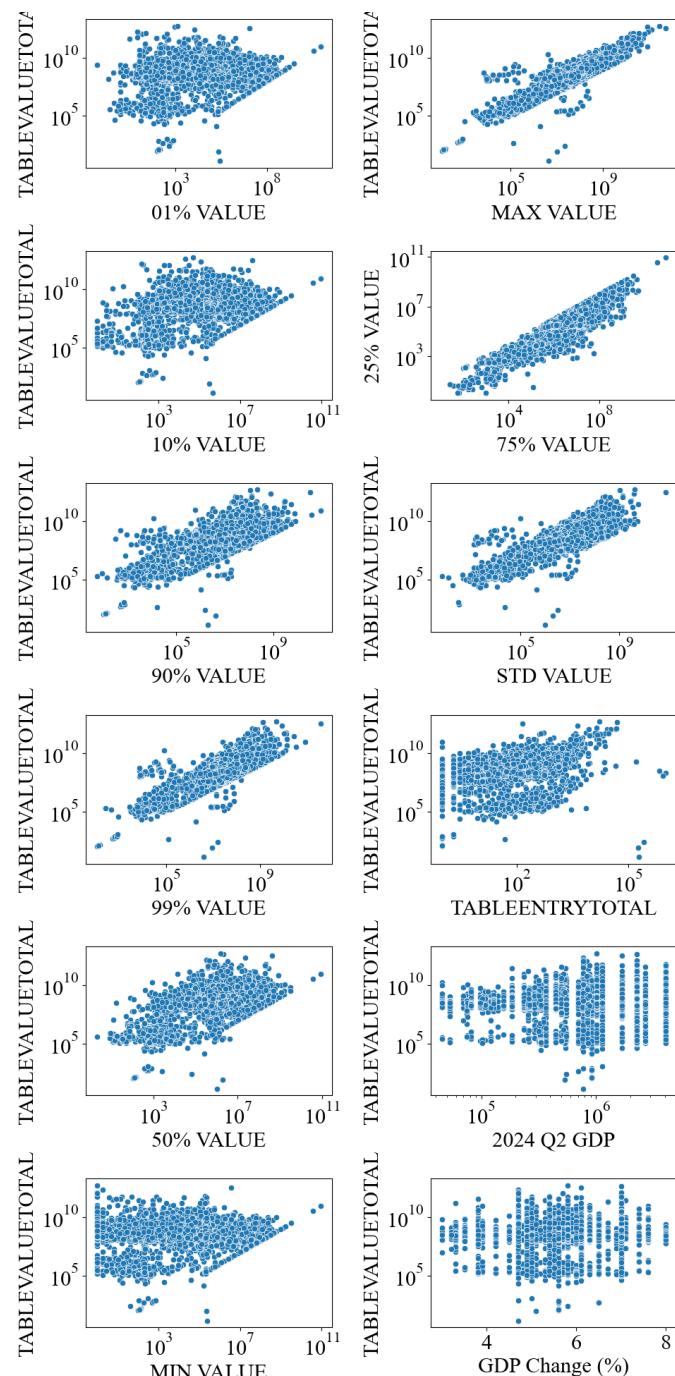 TABLEVALUETOTA
10^10
10^5
10^3 10^8
01% VALUE
TABLEVALUETOTA
10^10
10^5
10^5 10^9
MAX VALUE
TABLEVALUETOTAL
10^10
10^5
10^3 10^7 10^11
10% VALUE
25% VALUE
10^11
10^7
10^3
10^4 10^8
75% VALUE
TABLEVALUETOTAL
10^10
10^5
10^5 10^9
90% VALUE
TABLEVALUETOTAL
10^10
10^5
10^5 10^9
STD VALUE
TABLEVALUETOTAL
10^10
10^5
10^5 10^9
99% VALUE
TABLEVALUETOTAL
10^10
10^5
10^2 10^5
TABLEENTRYTOTAL
TABLEVALUETOTAL
10^10
10^5
10^3 10^7 10^11
50% VALUE
TABLEVALUETOTAL
10^10
10^5
10^5 10^6
2024 Q2 GDP
TABLEVALUETOTAL
10^10
10^5
10^3 10^7 10^11
MIN VALUE
TABLEVALUETOTAL
10^10
10^5
4 6 8
GDP Change (%)